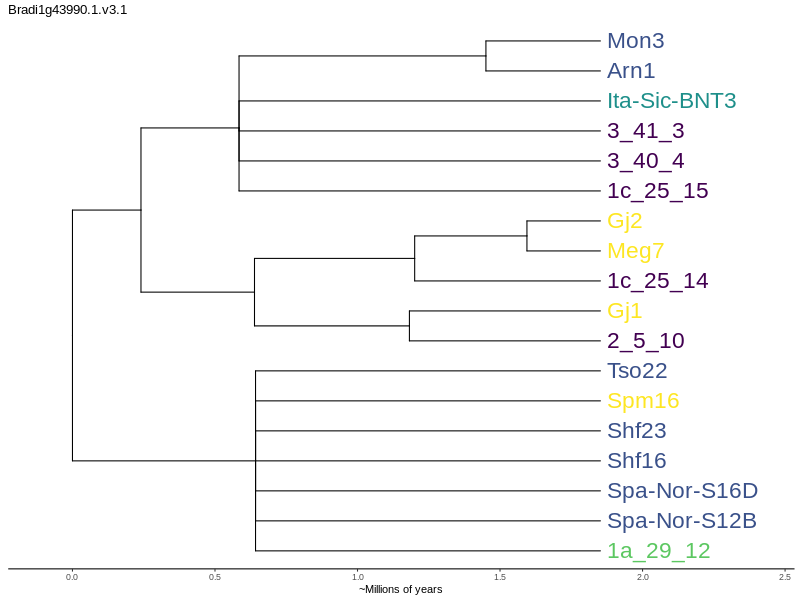 Bradi1g43990.1.v3.1
Mon3
Arn1
Ita-Sic-BNT3
3_41_3
3_40_4
1c_25_15
Gj2
Meg7
1c_25_14
Gj1
2_5_10
Tso22
Spm16
Shf23
Shf16
Spa-Nor-S16D
Spa-Nor-S12B
1a_29_12
0.0 0.5 1.0 1.5 2.0 2.5
~Millions of years